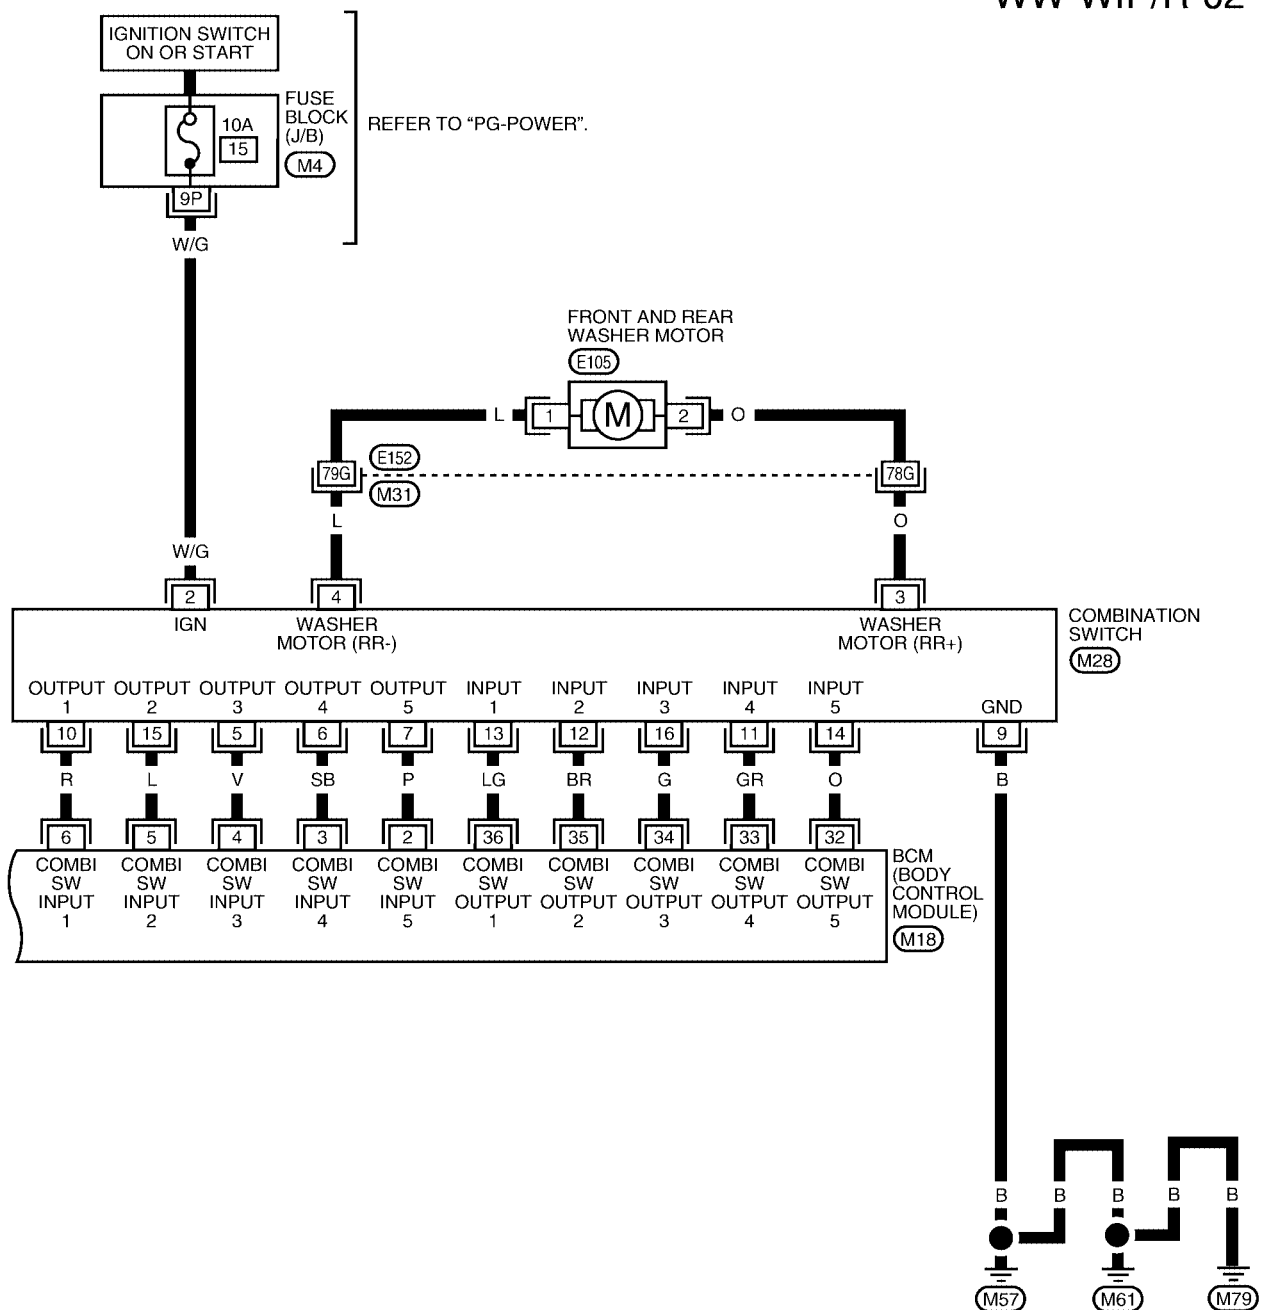 IGNITION SWITCH
ON OR START
FUSE
BLOCK
(J/B)
M4
10A
15
REFER TO “PG-POWER”.
9P
W/G
FRONT AND REAR
WASHER MOTOR
E105
L
1
M
2
O
79G
E152
M31
78G
L
O
W/G
2
4
3
IGN
WASHER
MOTOR (RR-)
WASHER
MOTOR (RR+)
COMBINATION
SWITCH
M28
OUTPUT OUTPUT OUTPUT OUTPUT OUTPUT INPUT INPUT INPUT INPUT INPUT
1 2 3 4 5 1 2 3 4 5 GND
10 15 5 6 7 13 12 16 11 14 9
R L V SB P LG BR G GR O B
6 5 4 3 2 36 35 34 33 32
COMBI COMBI COMBI COMBI COMBI COMBI COMBI COMBI COMBI COMBI
SW SW SW SW SW SW SW SW SW SW
INPUT INPUT INPUT INPUT INPUT OUTPUT OUTPUT OUTPUT OUTPUT OUTPUT
1 2 3 4 5 1 2 3 4 5
BCM
(BODY
CONTROL
MODULE)
M18
B B B B B
M57 M61 M79